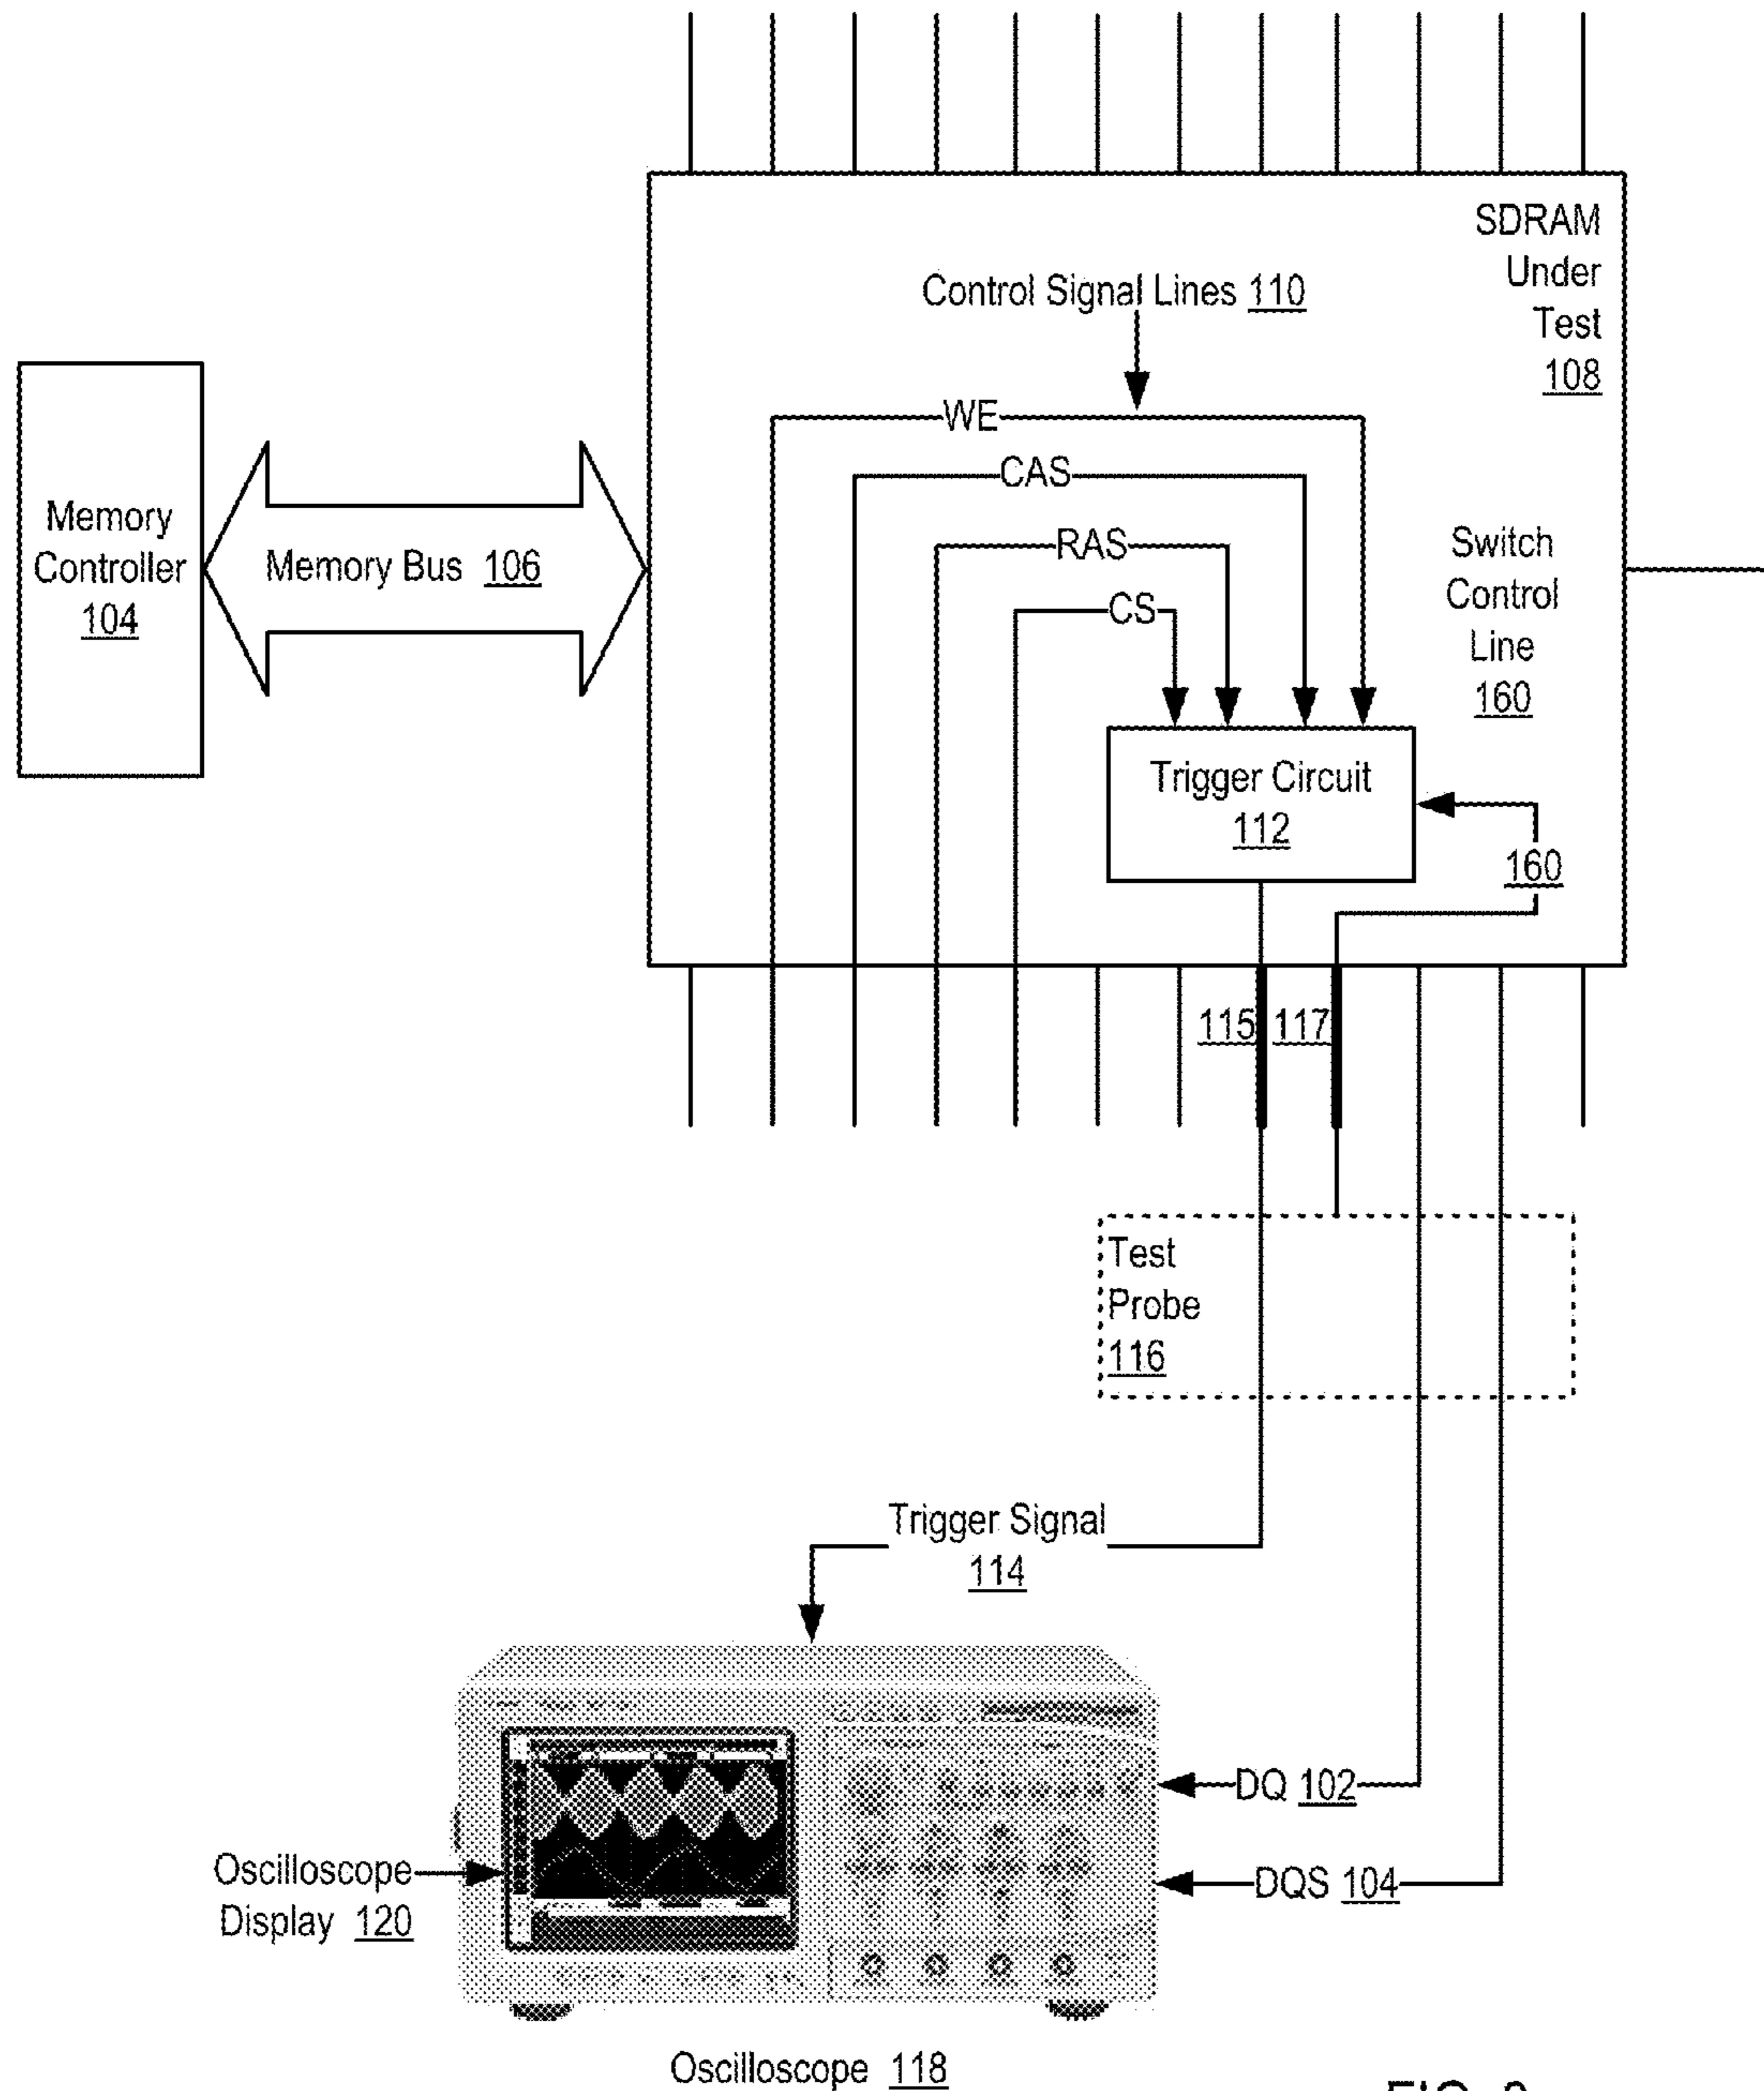 SDRAM
Under
Test
108
Control Signal Lines 110
WE
CAS
RAS
CS
Memory
Controller
104
Memory Bus 106
Switch
Control
Line
160
Trigger Circuit
112
160
115 117
Test
Probe
116
Trigger Signal
114
DQ 102
DQS 104
Oscilloscope
Display 120
Oscilloscope 118